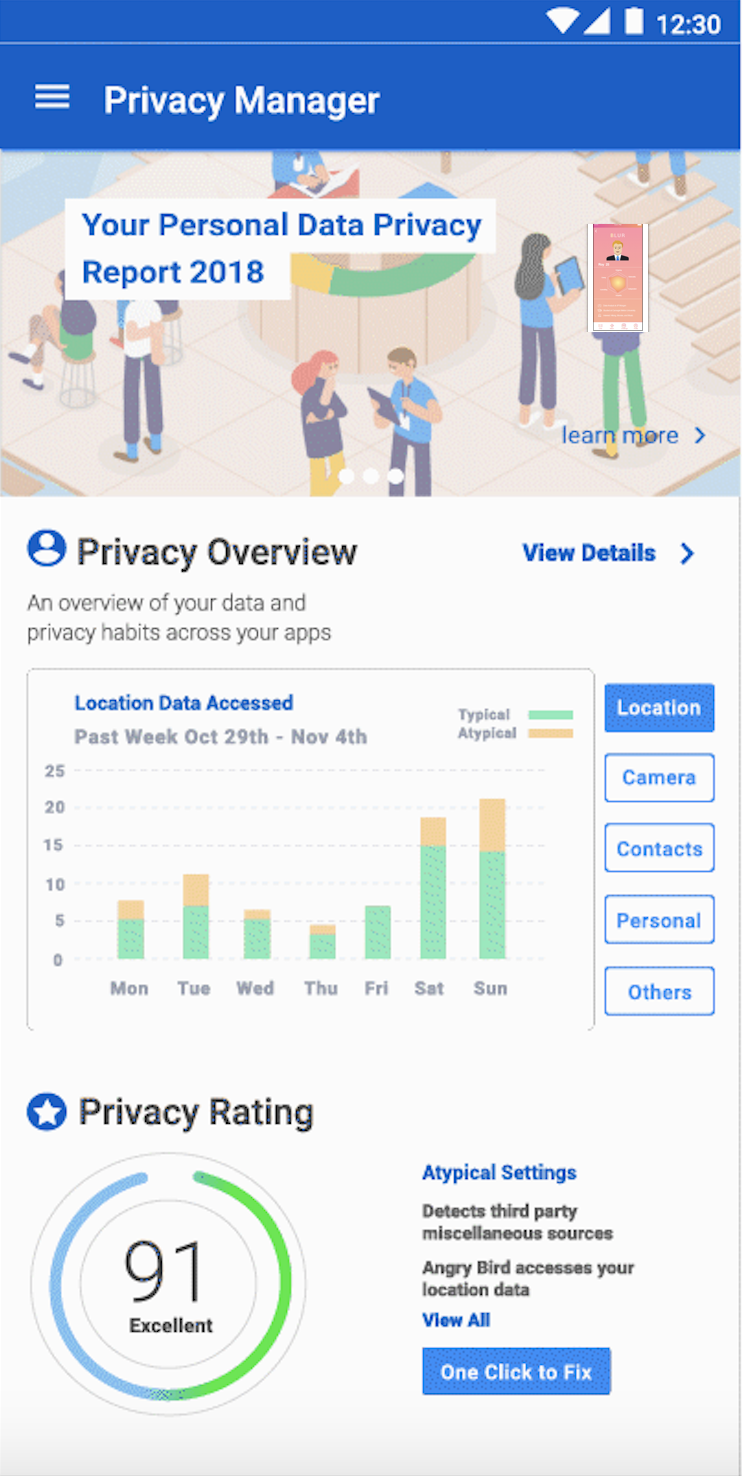 12:30
Privacy Manager
Your Personal Data Privacy
Report 2018
learn more
Privacy Overview
View Details
An overview of your data and
privacy habits across your apps
Location Data Accessed
Past Week Oct 29th - Nov 4th
Typical
Atypical
25
20
15
10
5
0
Mon Tue Wed Thu Fri Sat Sun
Location
Camera
Contacts
Personal
Others
Privacy Rating
91
Excellent
Atypical Settings
Detects third party
miscellaneous sources
Angry Bird accesses your
location data
View All
One Click to Fix